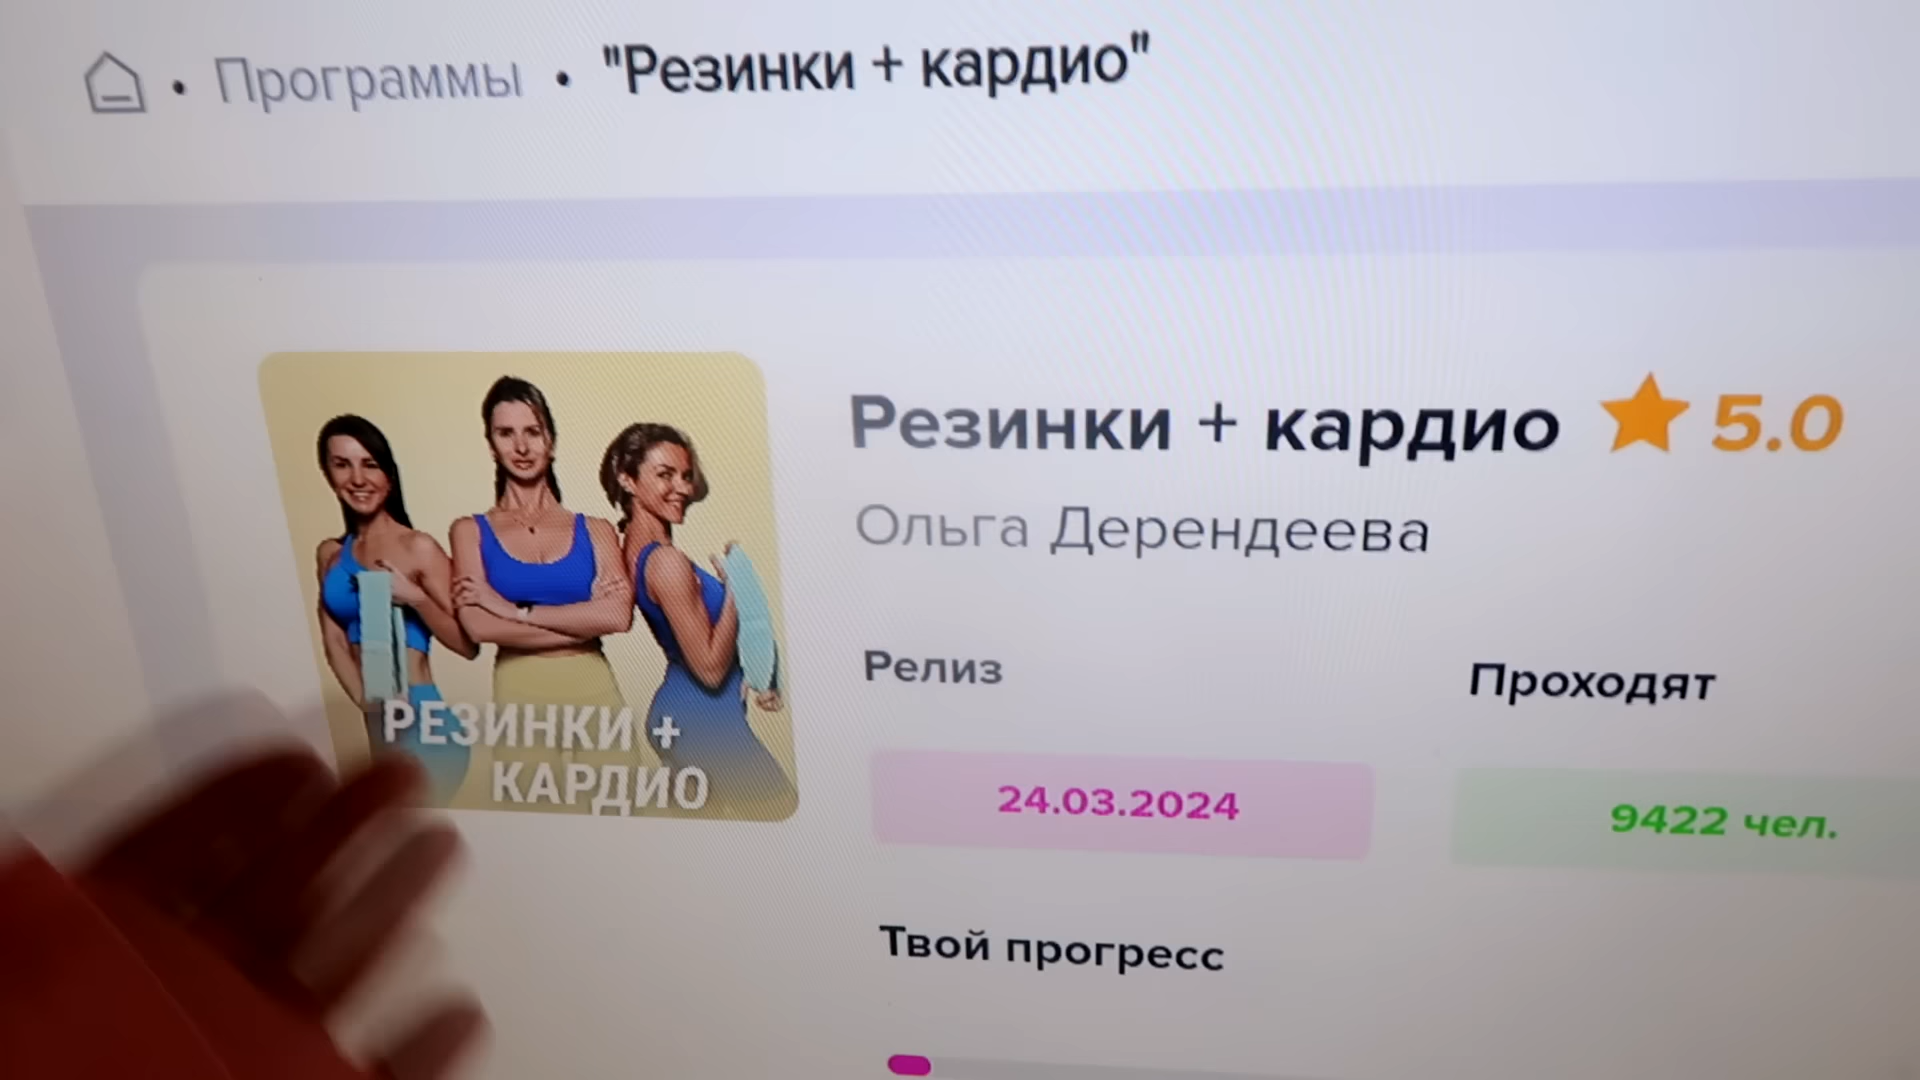 Программы • "Резинки + кардио"
РЕЗИНКИ +
КАРДИО
Резинки + кардио 5.0
Ольга Дерендеева
Релиз
Проходят
24.03.2024
9422 чел.
Твой прогресс